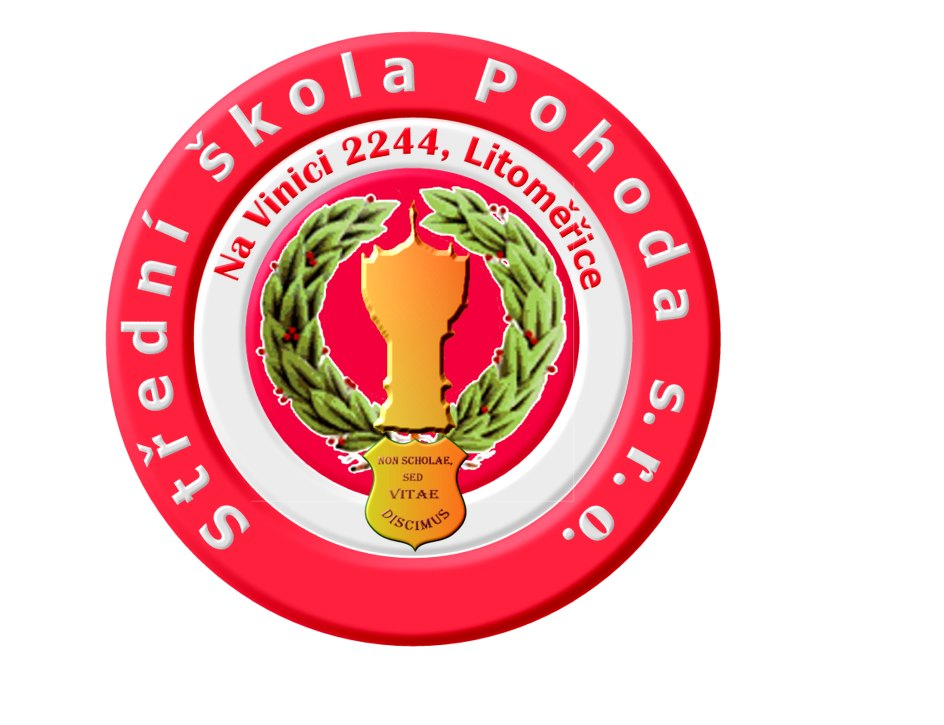 Střední škola Pohoda s.r.o.
Na Vinici 2244, Litoměřice
NON SCHOLAE,
SED
VITAE
DISCIMUS